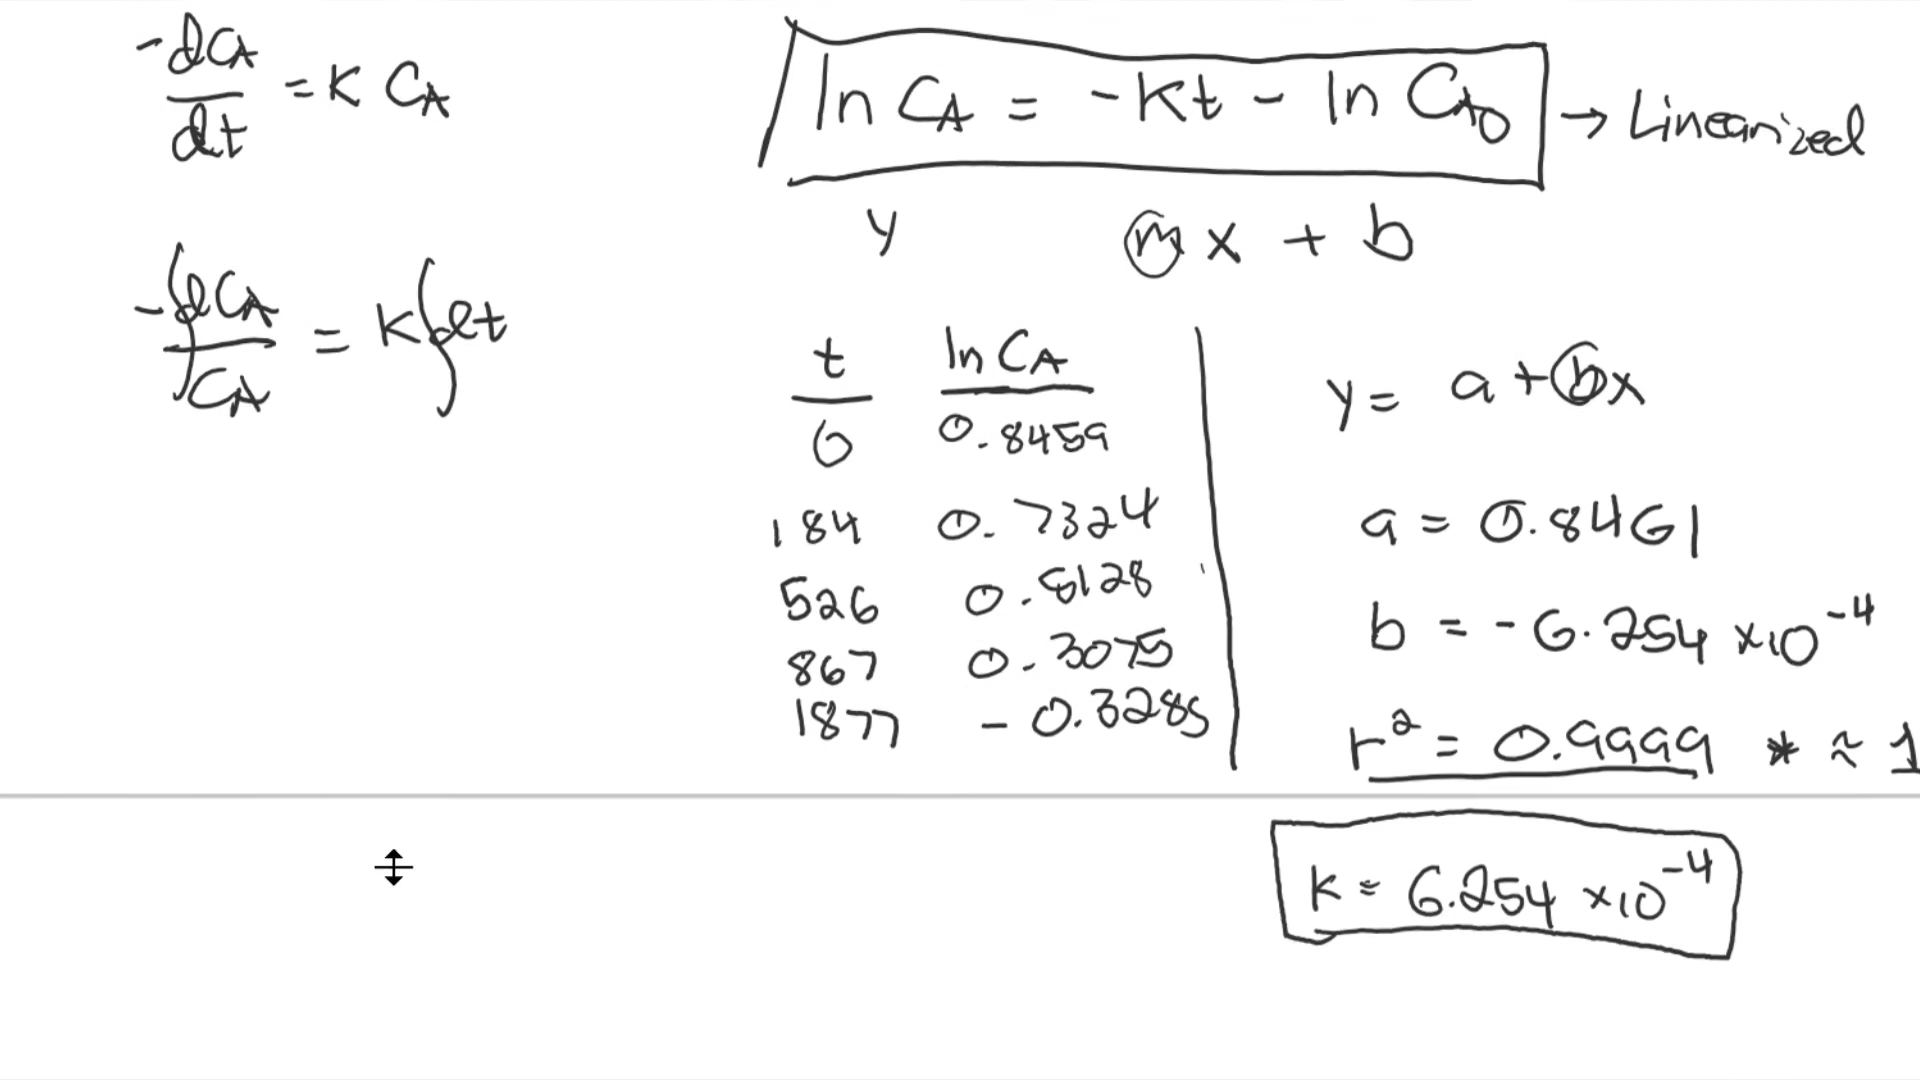 -dCA/dt = K CA
-∫dCA/CA = K∫dt
ln CA = -Kt - ln CA0 → Linearized
y m x + b
t ln CA
0 0.8459
184 0.7324
526 0.5128
867 0.3075
1877 - 0.3285
y = a + bx
a = 0.8461
b = - 6.254 x10^-4
r² = 0.9999 * ≈ 1
K = 6.254 x10^-4